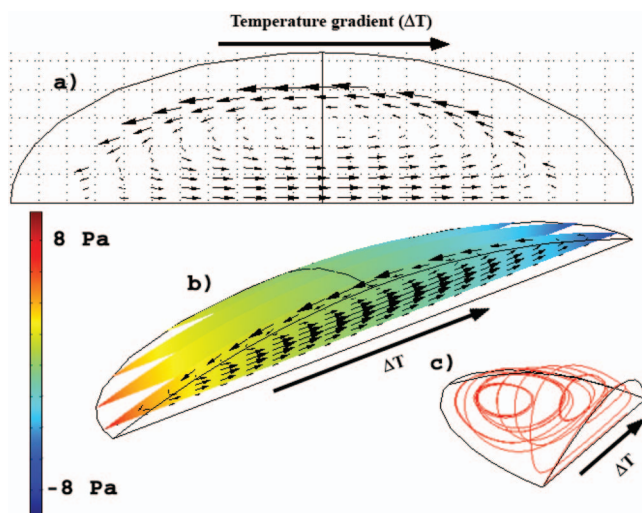 Temperature gradient (ΔT)
a)
8 Pa
b)
ΔT
c)
ΔT
-8 Pa